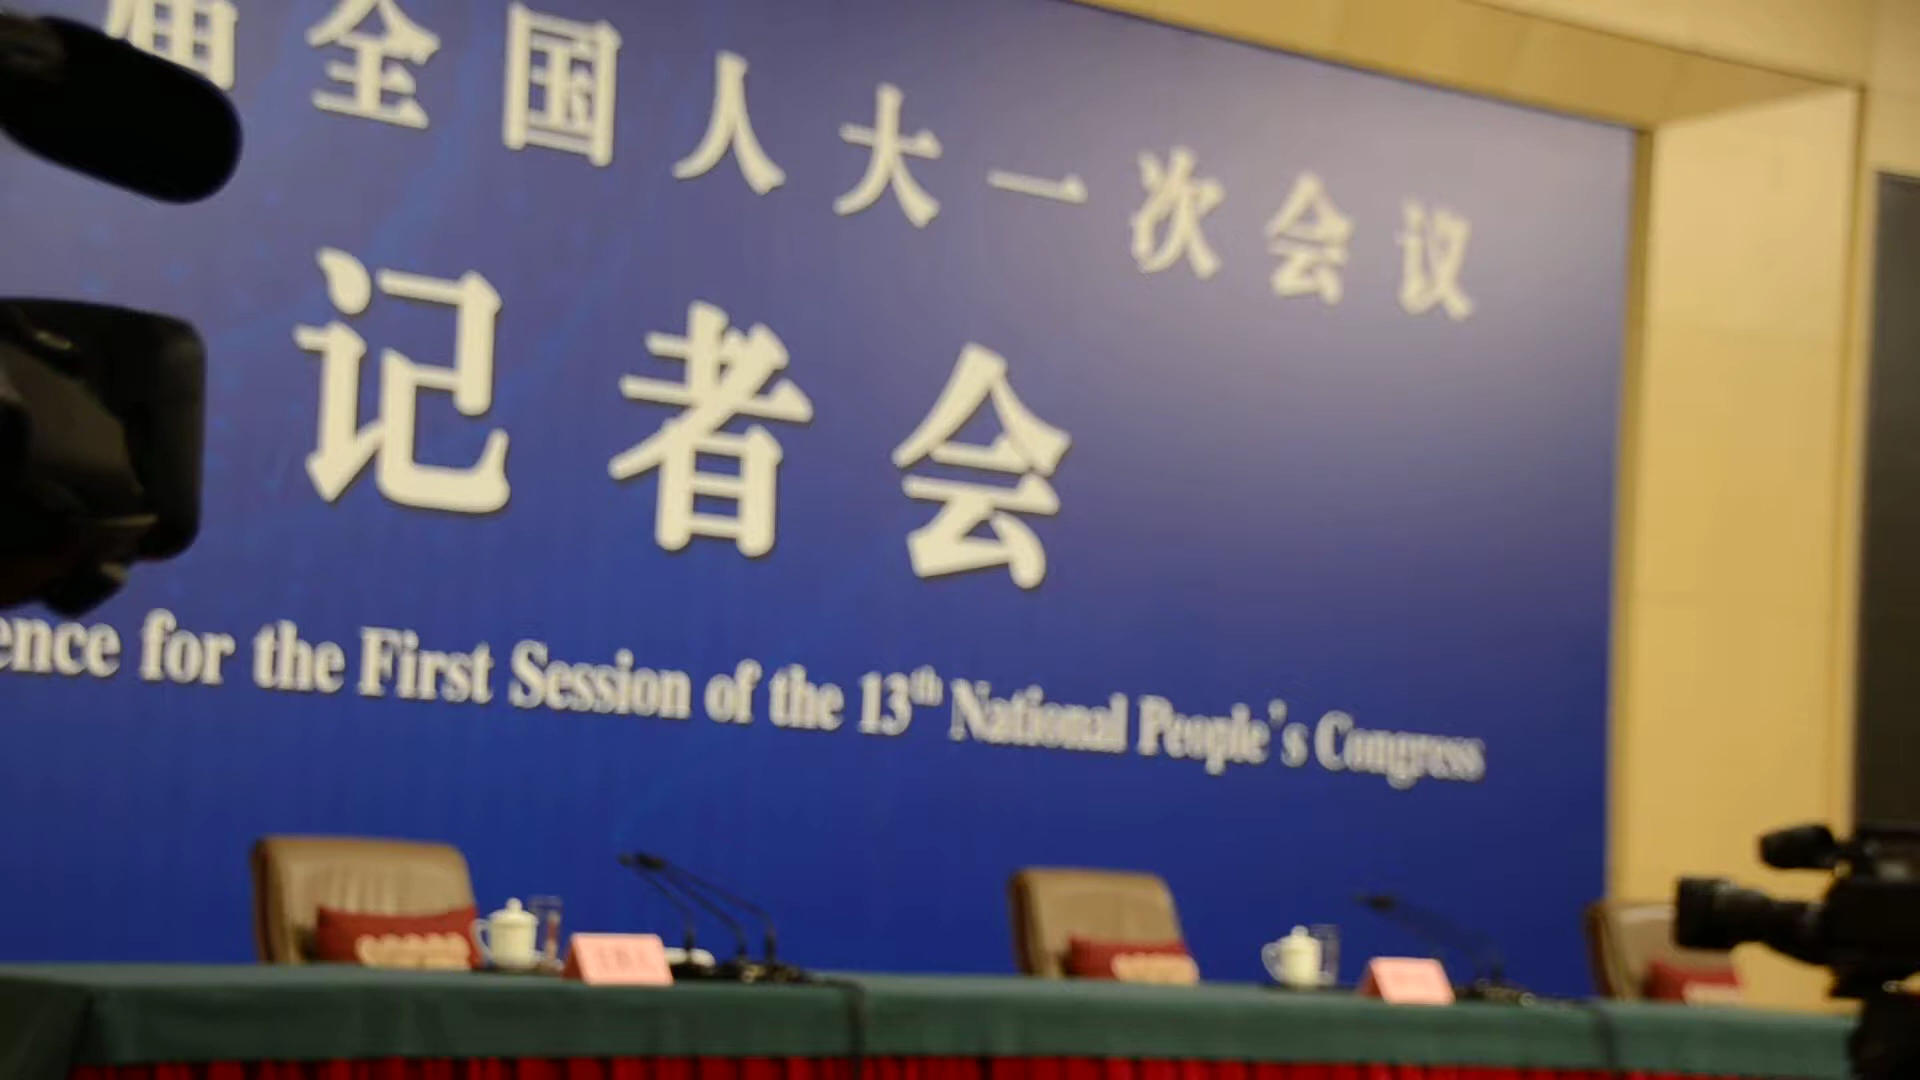 届全国人大一次会议
记者会
ence for the First Session of the 13th National People's Congress